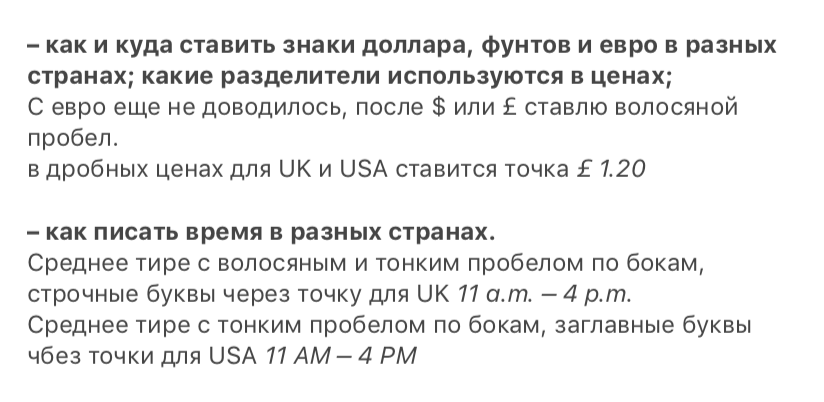 – как и куда ставить знаки доллара, фунтов и евро в разных
странах; какие разделители используются в ценах;
С евро еще не доводилось, после $ или £ ставлю волосяной
пробел.
в дробных ценах для UK и USA ставится точка £ 1.20
– как писать время в разных странах.
Среднее тире с волосяным и тонким пробелом по бокам,
строчные буквы через точку для UK 11 a.m. – 4 p.m.
Среднее тире с тонким пробелом по бокам, заглавные буквы
чбез точки для USA 11 AM – 4 PM